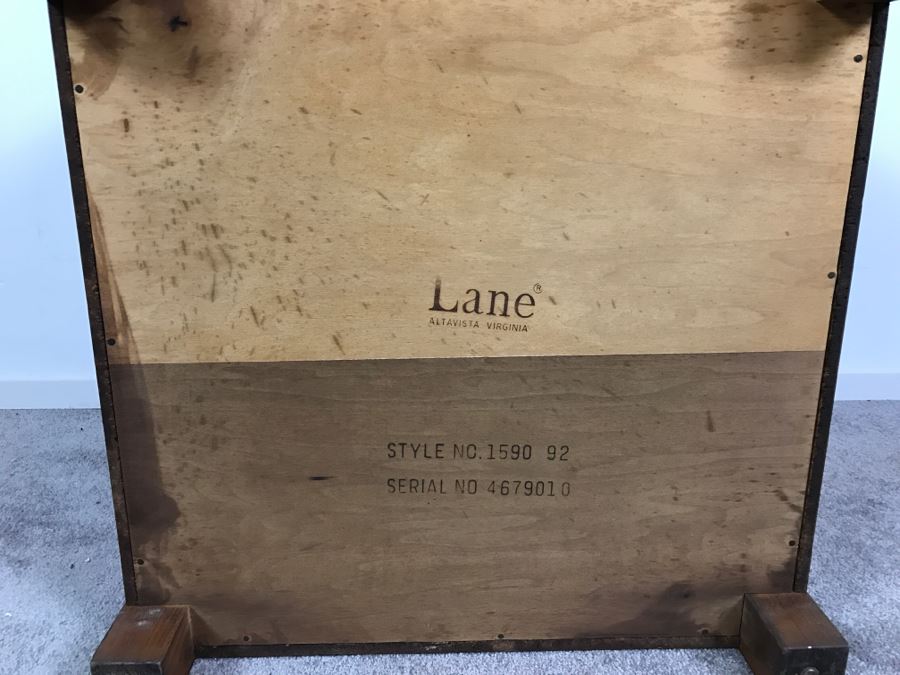 Lane®
ALTAVISTA VIRGINIA
STYLE NO. 1590 92
SERIAL NO 4679010